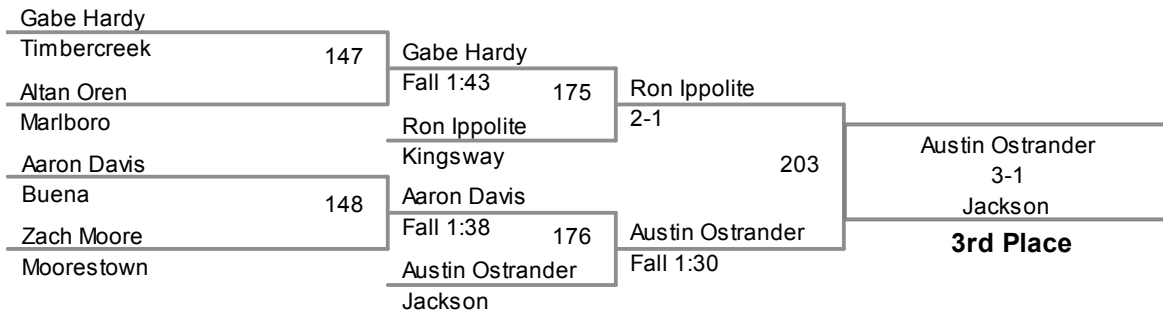 Gabe Hardy
Timbercreek
147
Altan Oren
Marlboro
Aaron Davis
Buena
148
Zach Moore
Moorestown
Gabe Hardy
Fall 1:43
175
Ron Ippolite
Kingsway
Aaron Davis
Fall 1:38
176
Austin Ostrander
Jackson
Ron Ippolite
2-1
203
Austin Ostrander
Fall 1:30
Austin Ostrander
3-1
Jackson
3rd Place